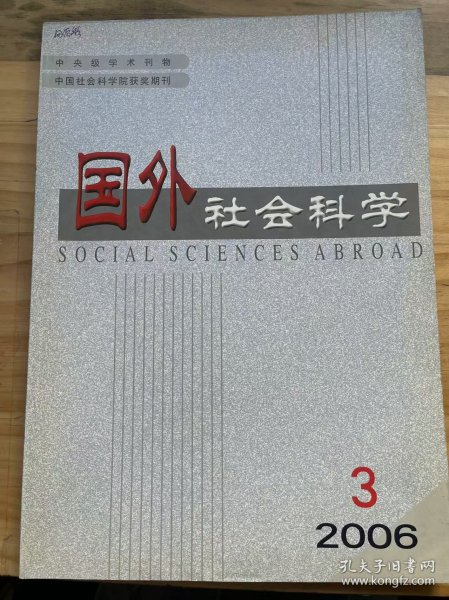 中央级学术刊物
中国社会科学院获奖期刊
国外 社会科学
SOCIAL SCIENCES ABROAD
3
2006
孔夫子旧书网
www.kongfz.com